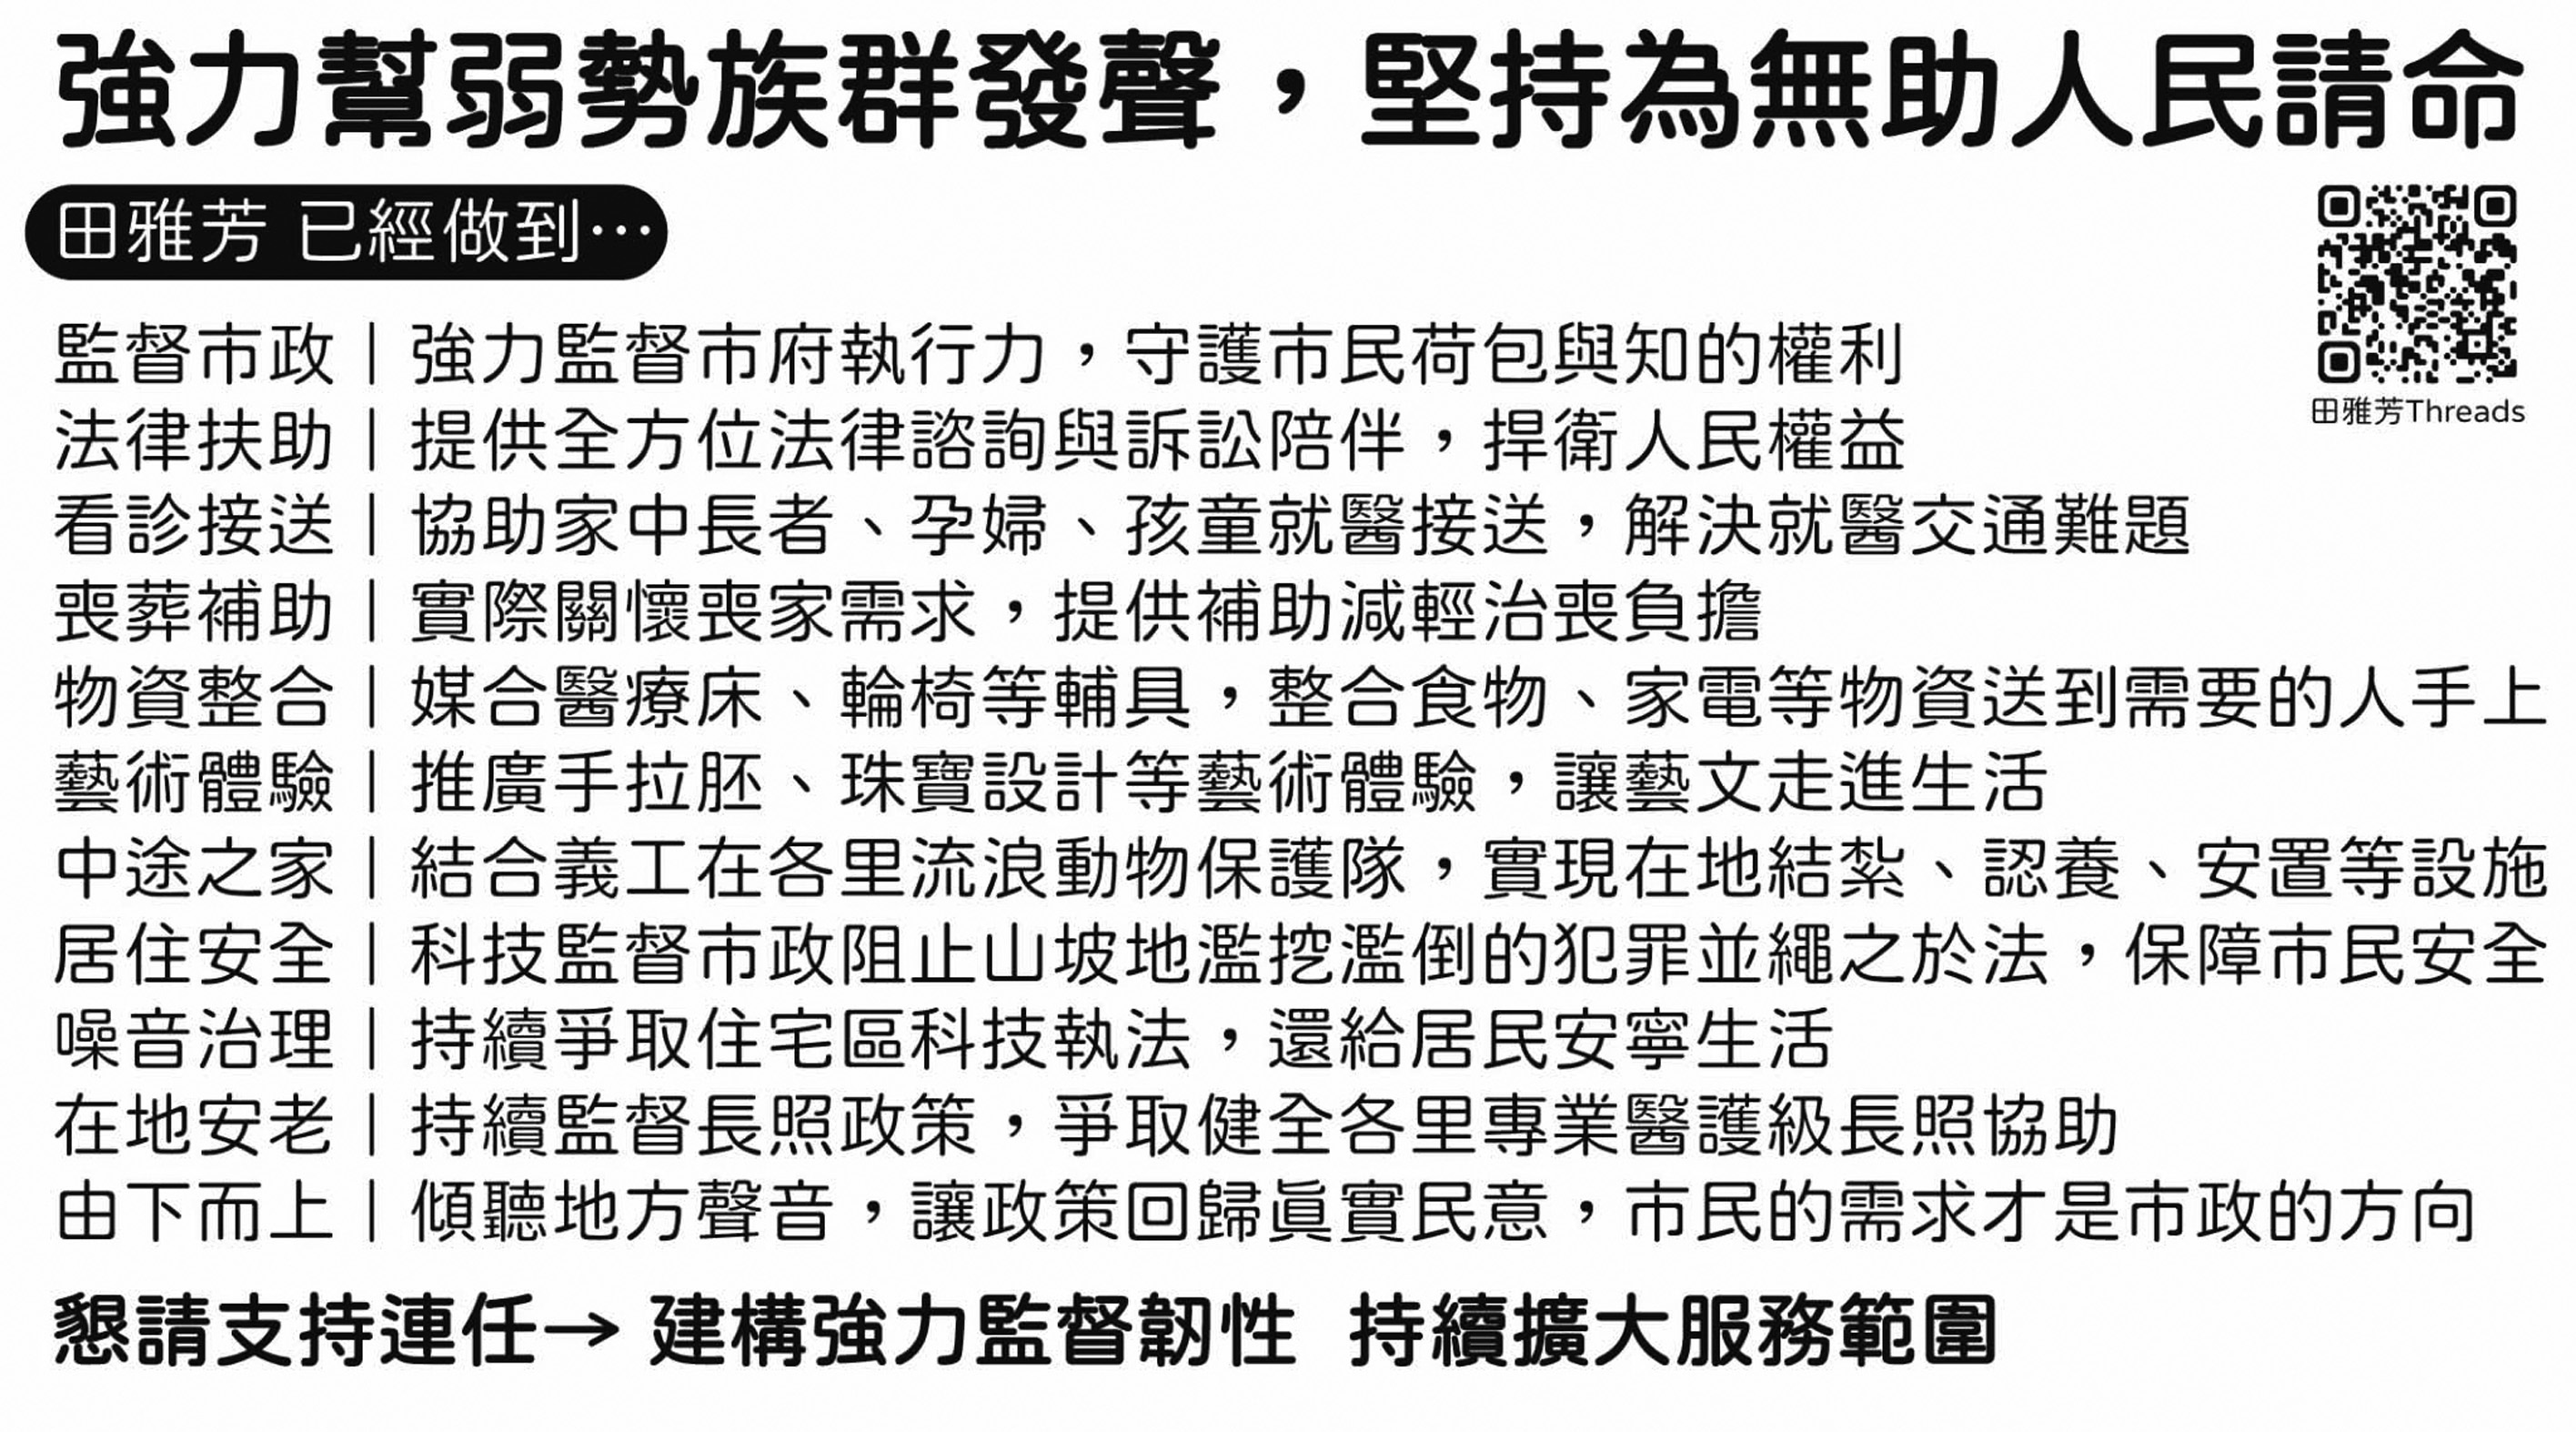 強力幫弱勢族群發聲，堅持為無助人民請命
田雅芳 已經做到…
田雅芳Threads
監督市政｜強力監督市府執行力，守護市民荷包與知的權利
法律扶助｜提供全方位法律諮詢與訴訟陪伴，捍衛人民權益
看診接送｜協助家中長者、孕婦、孩童就醫接送，解決就醫交通難題
喪葬補助｜實際關懷喪家需求，提供補助減輕治喪負擔
物資整合｜媒合醫療床、輪椅等輔具，整合食物、家電等物資送到需要的人手上
藝術體驗｜推廣手拉胚、珠寶設計等藝術體驗，讓藝文走進生活
中途之家｜結合義工在各里流浪動物保護隊，實現在地結紮、認養、安置等設施
居住安全｜科技監督市政阻止山坡地濫挖濫倒的犯罪並繩之於法，保障市民安全
噪音治理｜持續爭取住宅區科技執法，還給居民安寧生活
在地安老｜持續監督長照政策，爭取健全各里專業醫護級長照協助
由下而上｜傾聽地方聲音，讓政策回歸眞實民意，市民的需求才是市政的方向
懇請支持連任→ 建構強力監督韌性 持續擴大服務範圍